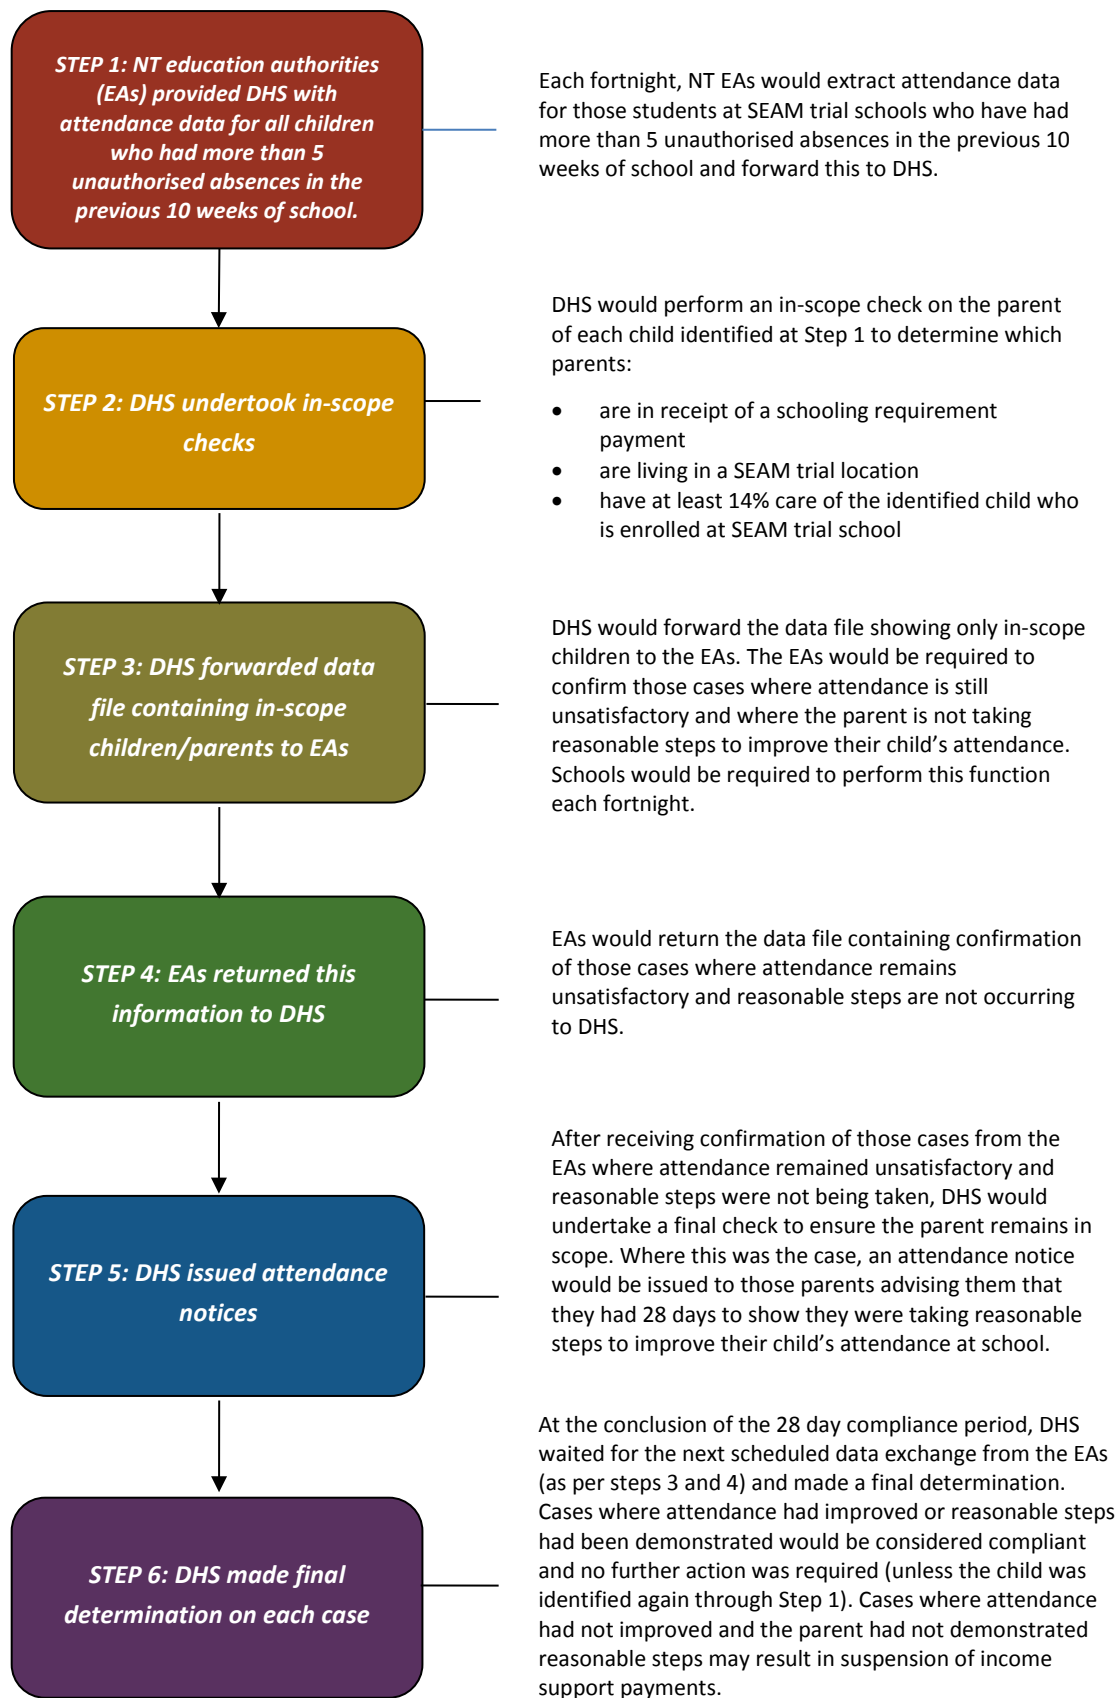 STEP 1: NT education authorities
(EAs) provided DHS with
attendance data for all children
who had more than 5
unauthorised absences in the
previous 10 weeks of school.
Each fortnight, NT EAs would extract attendance data
for those students at SEAM trial schools who have had
more than 5 unauthorised absences in the previous 10
weeks of school and forward this to DHS.
STEP 2: DHS undertook in-scope
checks
DHS would perform an in-scope check on the parent
of each child identified at Step 1 to determine which
parents:
• are in receipt of a schooling requirement
payment
• are living in a SEAM trial location
• have at least 14% care of the identified child who
is enrolled at SEAM trial school
STEP 3: DHS forwarded data
file containing in-scope
children/parents to EAs
DHS would forward the data file showing only in-scope
children to the EAs. The EAs would be required to
confirm those cases where attendance is still
unsatisfactory and where the parent is not taking
reasonable steps to improve their child’s attendance.
Schools would be required to perform this function
each fortnight.
STEP 4: EAs returned this
information to DHS
EAs would return the data file containing confirmation
of those cases where attendance remains
unsatisfactory and reasonable steps are not occurring
to DHS.
STEP 5: DHS issued attendance
notices
After receiving confirmation of those cases from the
EAs where attendance remained unsatisfactory and
reasonable steps were not being taken, DHS would
undertake a final check to ensure the parent remains in
scope. Where this was the case, an attendance notice
would be issued to those parents advising them that
they had 28 days to show they were taking reasonable
steps to improve their child’s attendance at school.
STEP 6: DHS made final
determination on each case
At the conclusion of the 28 day compliance period, DHS
waited for the next scheduled data exchange from the EAs
(as per steps 3 and 4) and made a final determination.
Cases where attendance had improved or reasonable steps
had been demonstrated would be considered compliant
and no further action was required (unless the child was
identified again through Step 1). Cases where attendance
had not improved and the parent had not demonstrated
reasonable steps may result in suspension of income
support payments.